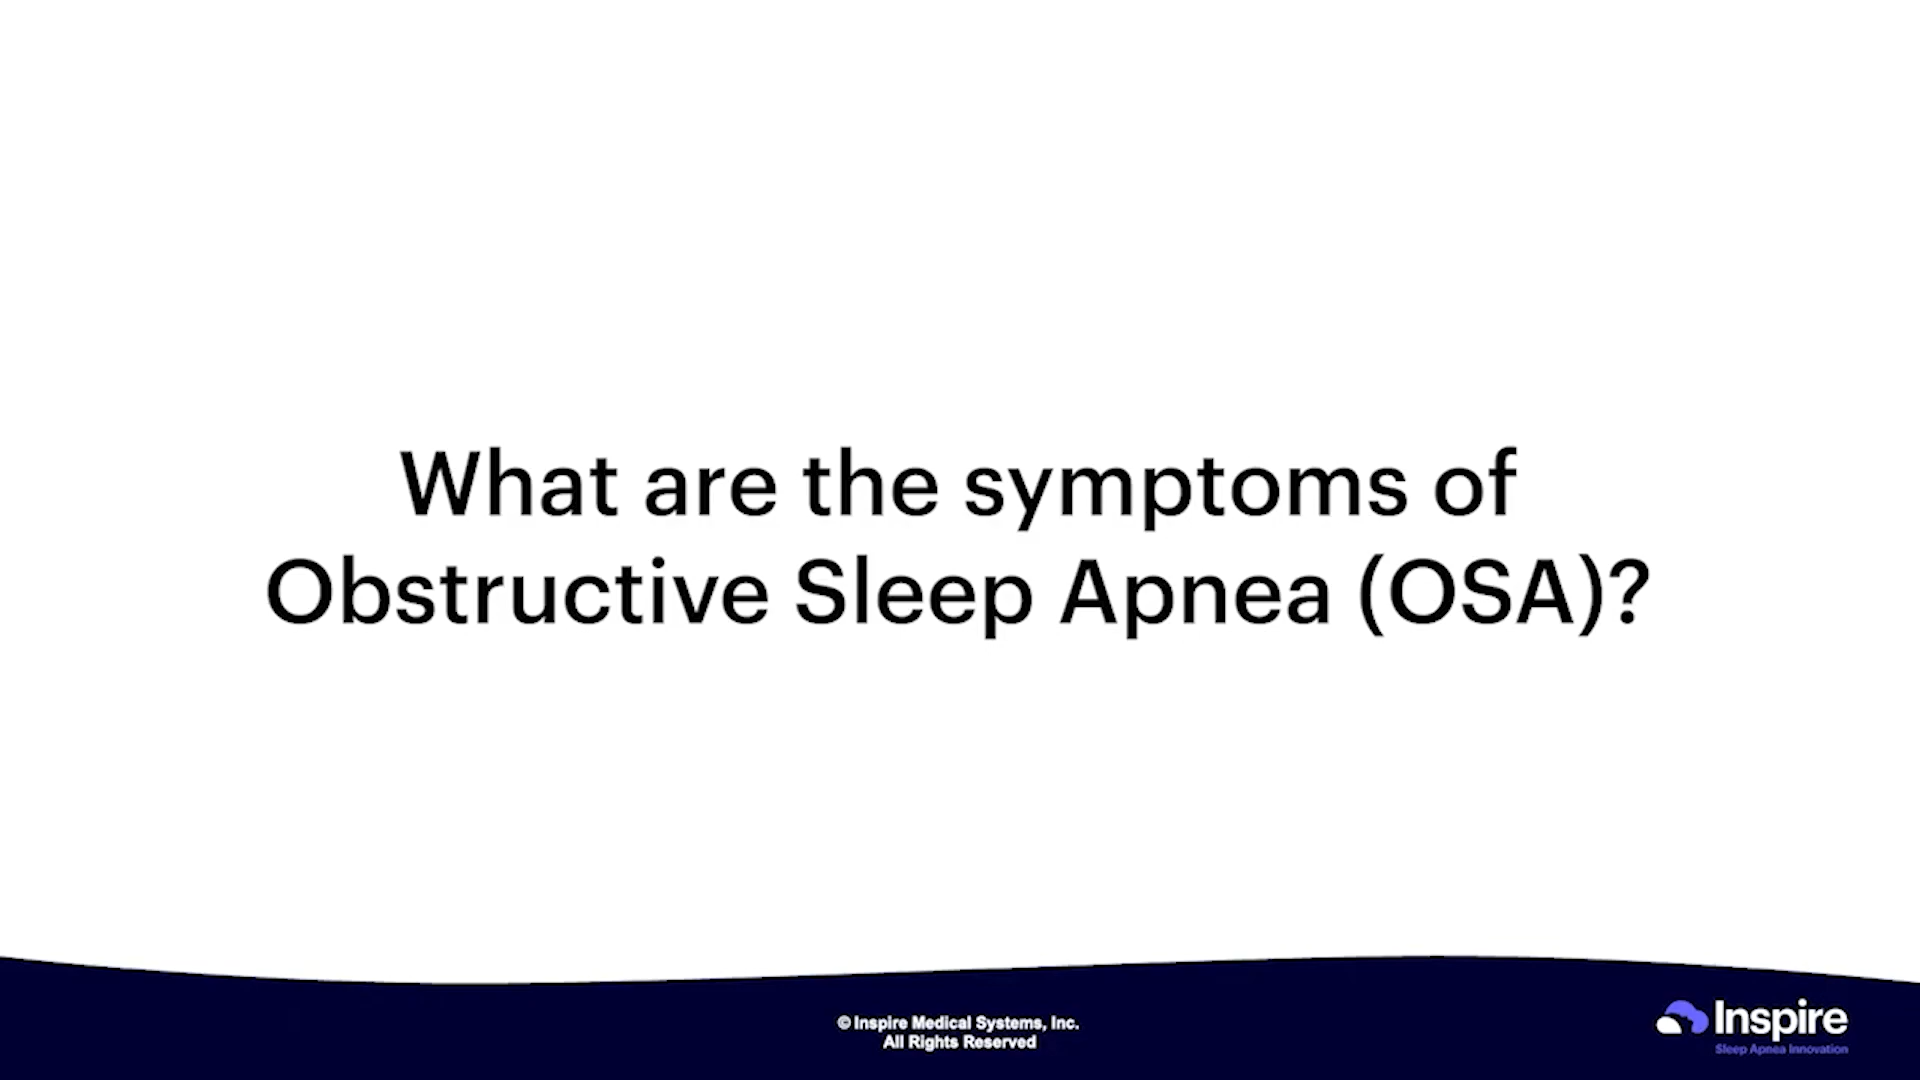 What are the symptoms of
Obstructive Sleep Apnea (OSA)?
© Inspire Medical Systems, Inc.
All Rights Reserved
Inspire
Sleep Apnea Innovation